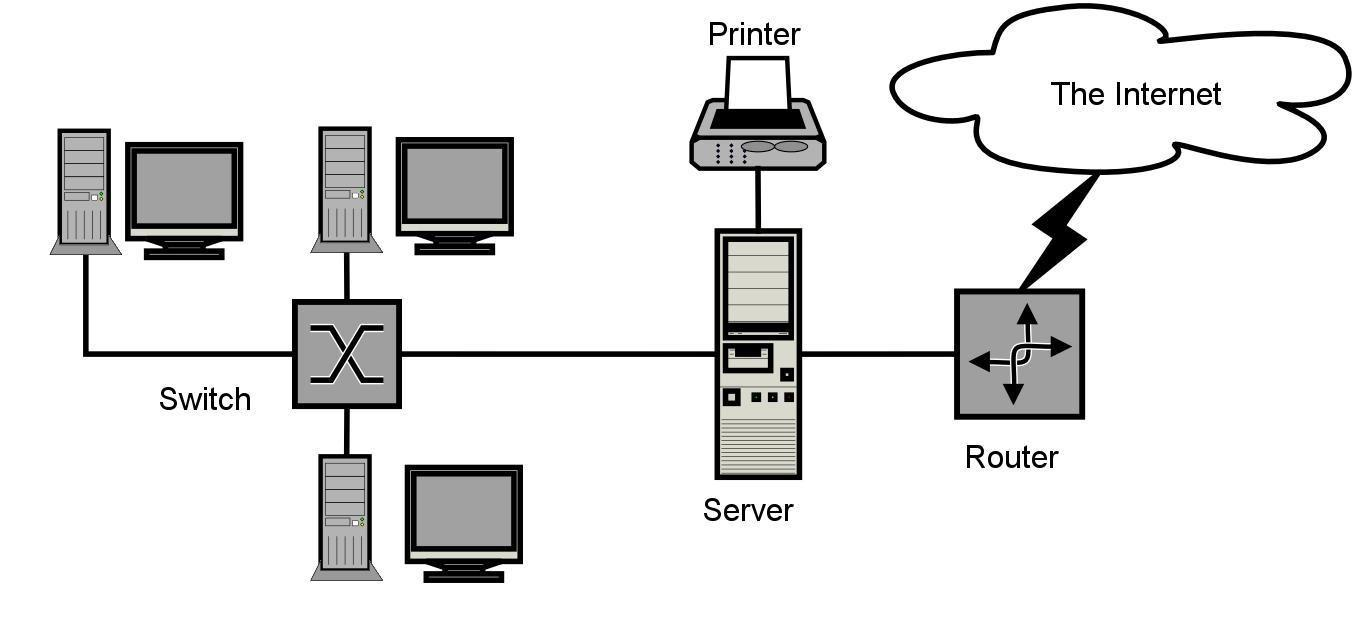 Printer
The Internet
Switch
Router
Server